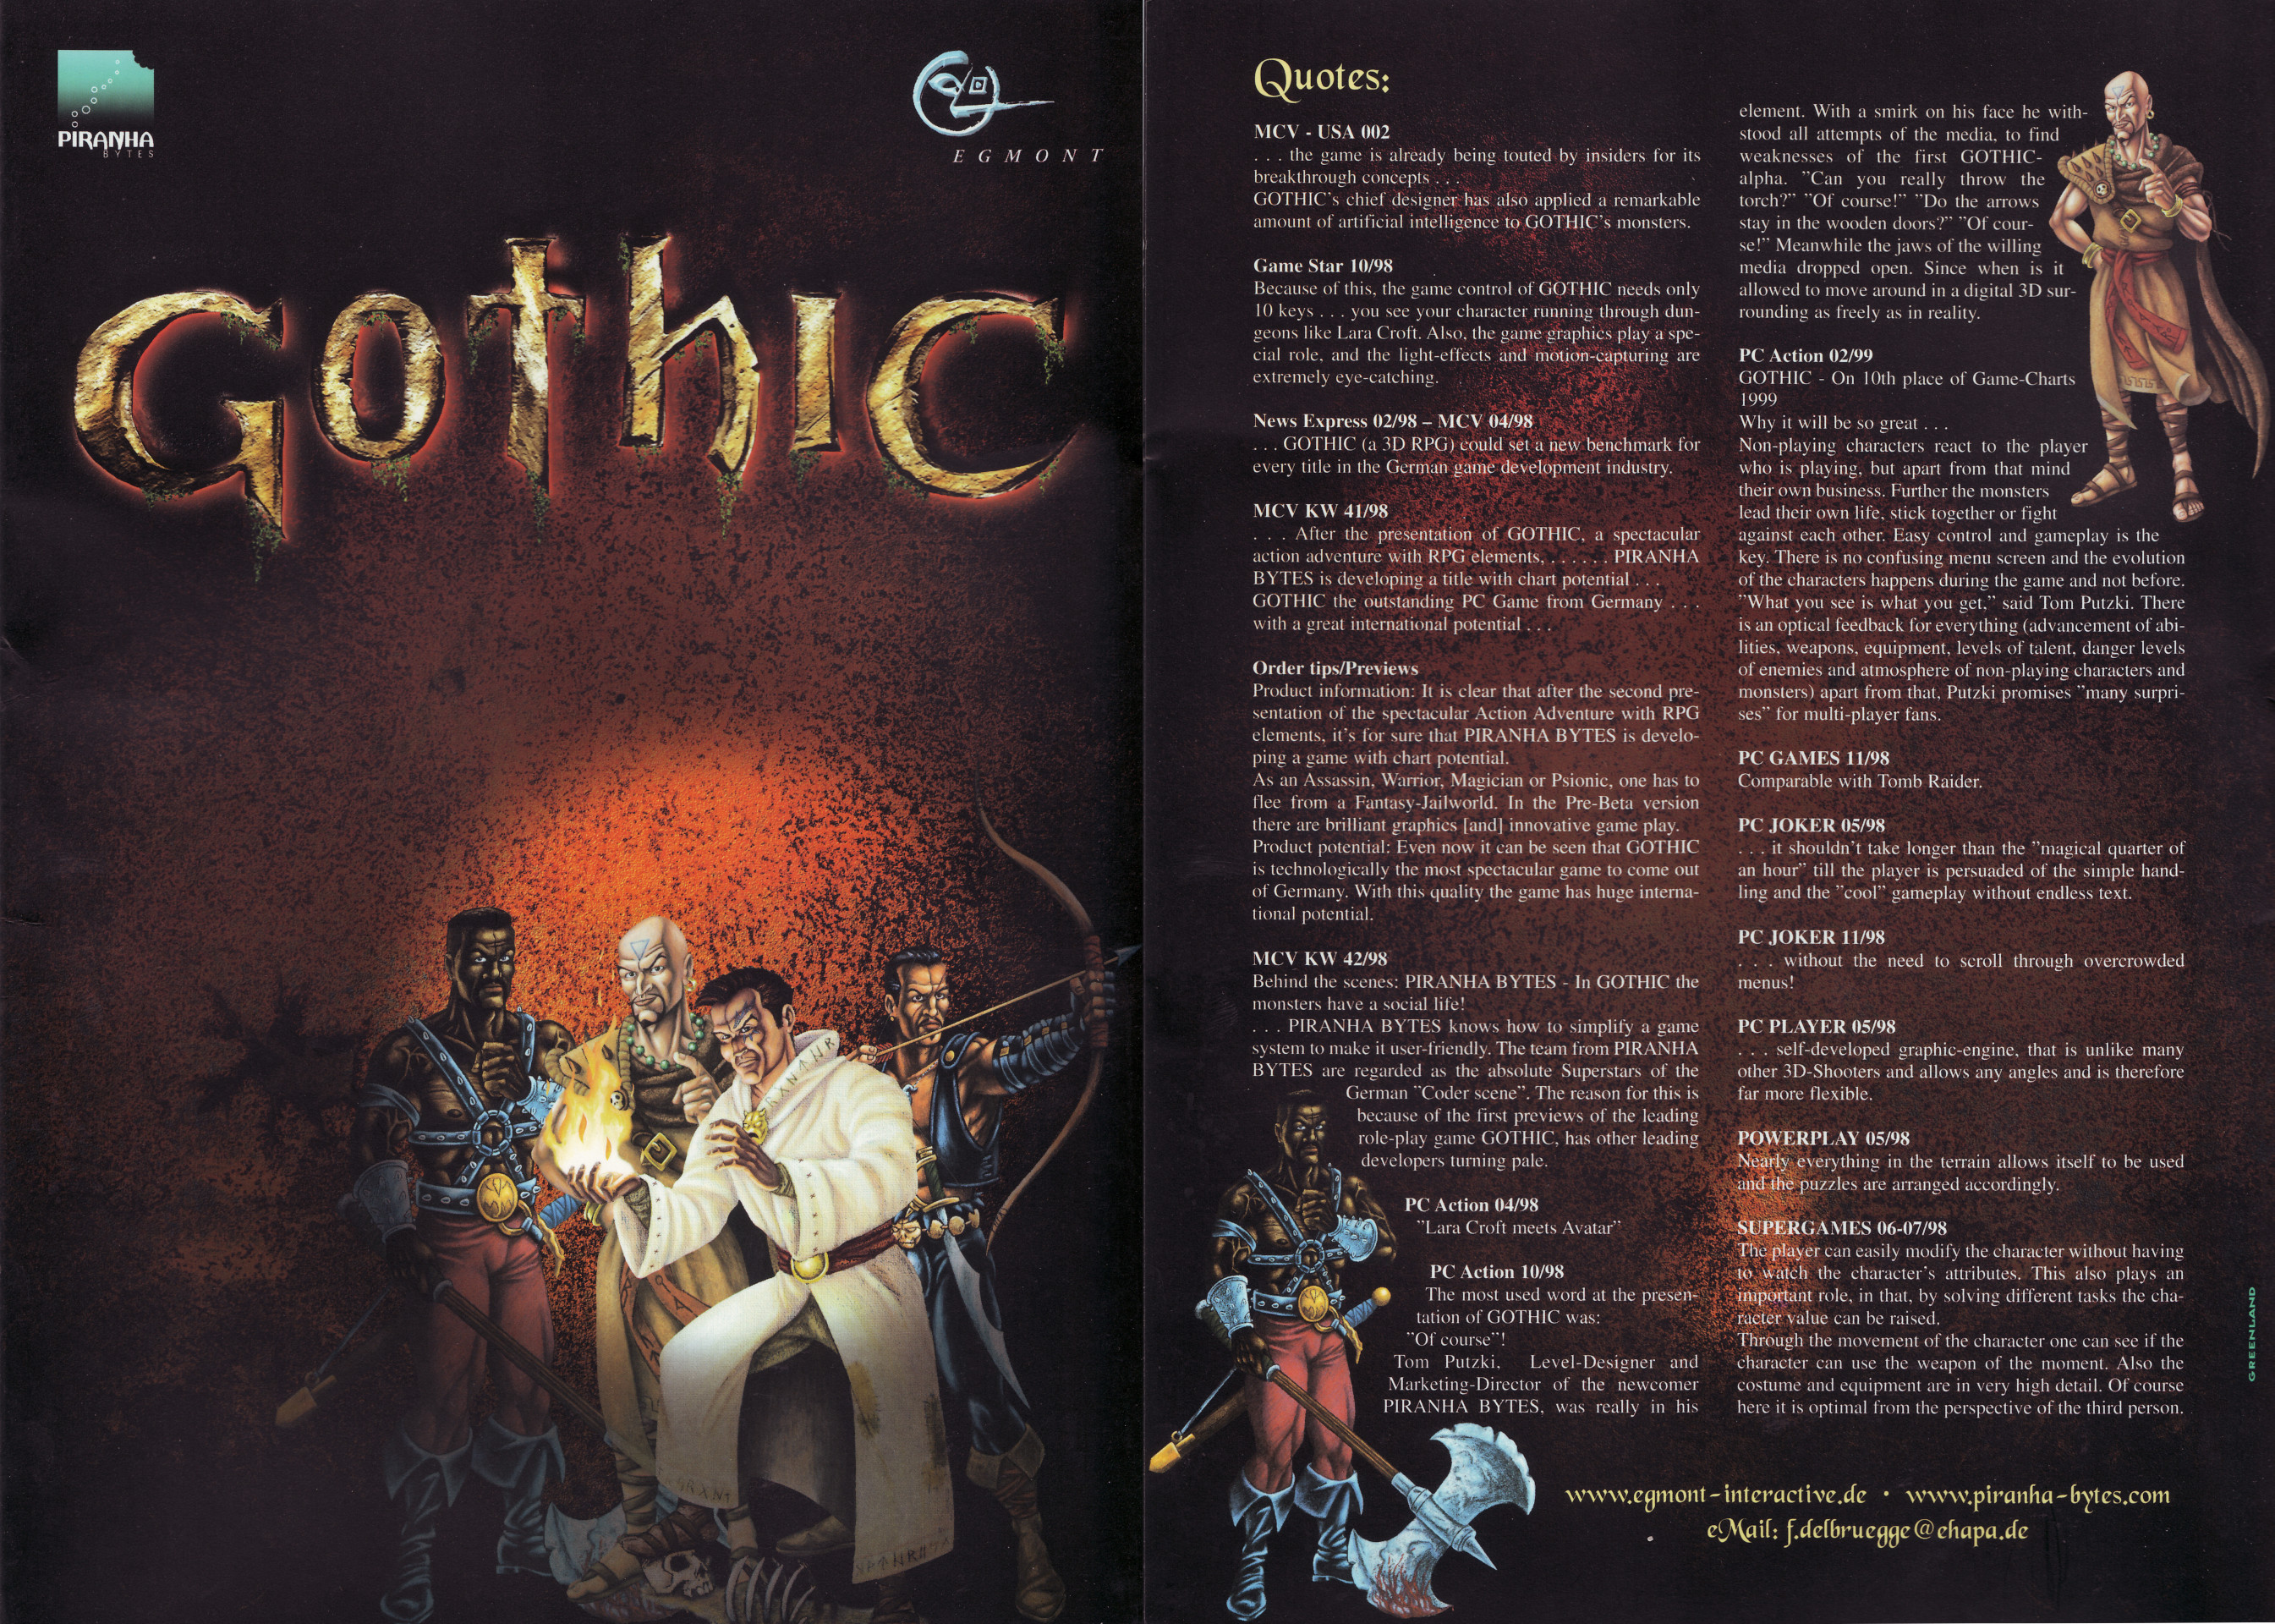 PIRANHA
BYTES
EGMONT
GOTHIC
Quotes:
MCV - USA 002
. . . the game is already being touted by insiders for its
breakthrough concepts . . .
GOTHIC's chief designer has also applied a remarkable
amount of artificial intelligence to GOTHIC's monsters.
Game Star 10/98
Because of this, the game control of GOTHIC needs only
10 keys . . . you see your character running through dun-
geons like Lara Croft. Also, the game graphics play a spe-
cial role, and the light-effects and motion-capturing are
extremely eye-catching.
News Express 02/98 – MCV 04/98
. . . GOTHIC (a 3D RPG) could set a new benchmark for
every title in the German game development industry.
MCV KW 41/98
. . . After the presentation of GOTHIC, a spectacular
action adventure with RPG elements, . . . . . . PIRANHA
BYTES is developing a title with chart potential . . .
GOTHIC the outstanding PC Game from Germany . . .
with a great international potential . . .
Order tips/Previews
Product information: It is clear that after the second pre-
sentation of the spectacular Action Adventure with RPG
elements, it's for sure that PIRANHA BYTES is develo-
ping a game with chart potential.
As an Assassin, Warrior, Magician or Psionic, one has to
flee from a Fantasy-Jailworld. In the Pre-Beta version
there are brilliant graphics [and] innovative game play.
Product potential: Even now it can be seen that GOTHIC
is technologically the most spectacular game to come out
of Germany. With this quality the game has huge interna-
tional potential.
MCV KW 42/98
Behind the scenes: PIRANHA BYTES - In GOTHIC the
monsters have a social life!
. . . PIRANHA BYTES knows how to simplify a game
system to make it user-friendly. The team from PIRANHA
BYTES are regarded as the absolute Superstars of the
German "Coder scene". The reason for this is
because of the first previews of the leading
role-play game GOTHIC, has other leading
developers turning pale.
PC Action 04/98
"Lara Croft meets Avatar"
PC Action 10/98
The most used word at the presen-
tation of GOTHIC was:
"Of course"!
Tom Putzki, Level-Designer and
Marketing-Director of the newcomer
PIRANHA BYTES, was really in his
element. With a smirk on his face he with-
stood all attempts of the media, to find
weaknesses of the first GOTHIC-
alpha. "Can you really throw the
torch?" "Of course!" "Do the arrows
stay in the wooden doors?" "Of cour-
se!" Meanwhile the jaws of the willing
media dropped open. Since when is it
allowed to move around in a digital 3D sur-
rounding as freely as in reality.
PC Action 02/99
GOTHIC - On 10th place of Game-Charts
1999
Why it will be so great . . .
Non-playing characters react to the player
who is playing, but apart from that mind
their own business. Further the monsters
lead their own life, stick together or fight
against each other. Easy control and gameplay is the
key. There is no confusing menu screen and the evolution
of the characters happens during the game and not before.
"What you see is what you get," said Tom Putzki. There
is an optical feedback for everything (advancement of abi-
lities, weapons, equipment, levels of talent, danger levels
of enemies and atmosphere of non-playing characters and
monsters) apart from that, Putzki promises "many surpri-
ses" for multi-player fans.
PC GAMES 11/98
Comparable with Tomb Raider.
PC JOKER 05/98
. . . it shouldn't take longer than the "magical quarter of
an hour" till the player is persuaded of the simple hand-
ling and the "cool" gameplay without endless text.
PC JOKER 11/98
. . . without the need to scroll through overcrowded
menus!
PC PLAYER 05/98
. . . self-developed graphic-engine, that is unlike many
other 3D-Shooters and allows any angles and is therefore
far more flexible.
POWERPLAY 05/98
Nearly everything in the terrain allows itself to be used
and the puzzles are arranged accordingly.
SUPERGAMES 06-07/98
The player can easily modify the character without having
to watch the character's attributes. This also plays an
important role, in that, by solving different tasks the cha-
racter value can be raised.
Through the movement of the character one can see if the
character can use the weapon of the moment. Also the
costume and equipment are in very high detail. Of course
here it is optimal from the perspective of the third person.
GREENLAND
www.egmont-interactive.de • www.piranha-bytes.com
eMail: f.delbruegge@ehapa.de